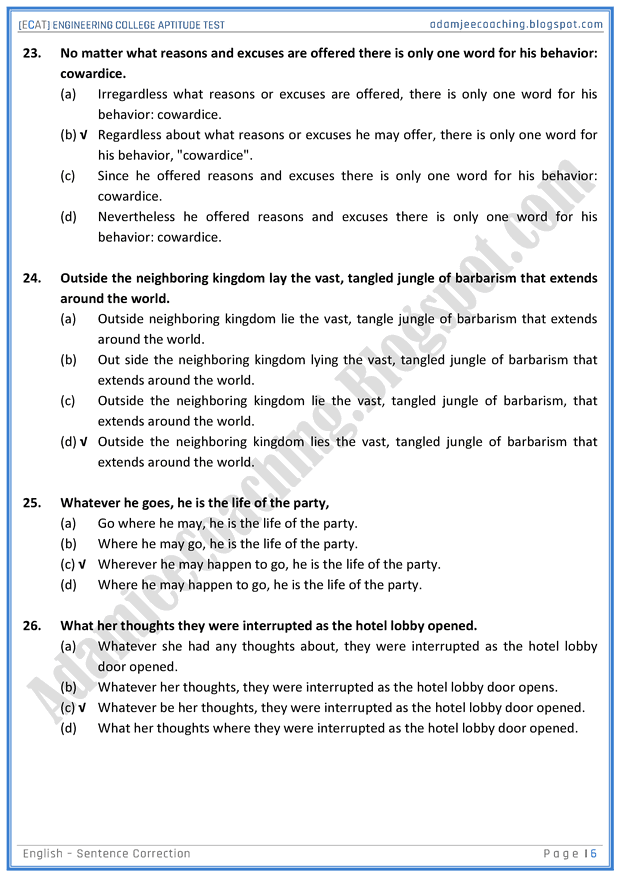 [ECAT] ENGINEERING COLLEGE APTITUDE TEST adamjeecoaching.blogspot.com
23. No matter what reasons and excuses are offered there is only one word for his behavior:
cowardice.
(a) Irregardless what reasons or excuses are offered, there is only one word for his
behavior: cowardice.
(b) √ Regardless about what reasons or excuses he may offer, there is only one word for
his behavior, "cowardice".
(c) Since he offered reasons and excuses there is only one word for his behavior:
cowardice.
(d) Nevertheless he offered reasons and excuses there is only one word for his
behavior: cowardice.
24. Outside the neighboring kingdom lay the vast, tangled jungle of barbarism that extends
around the world.
(a) Outside neighboring kingdom lie the vast, tangle jungle of barbarism that extends
around the world.
(b) Out side the neighboring kingdom lying the vast, tangled jungle of barbarism that
extends around the world.
(c) Outside the neighboring kingdom lie the vast, tangled jungle of barbarism, that
extends around the world.
(d) √ Outside the neighboring kingdom lies the vast, tangled jungle of barbarism that
extends around the world.
25. Whatever he goes, he is the life of the party,
(a) Go where he may, he is the life of the party.
(b) Where he may go, he is the life of the party.
(c) √ Wherever he may happen to go, he is the life of the party.
(d) Where he may happen to go, he is the life of the party.
26. What her thoughts they were interrupted as the hotel lobby opened.
(a) Whatever she had any thoughts about, they were interrupted as the hotel lobby
door opened.
(b) Whatever her thoughts, they were interrupted as the hotel lobby door opens.
(c) √ Whatever be her thoughts, they were interrupted as the hotel lobby door opened.
(d) What her thoughts where they were interrupted as the hotel lobby door opened.
Adamjeecoaching.Blogspot.com
English – Sentence Correction Page | 6